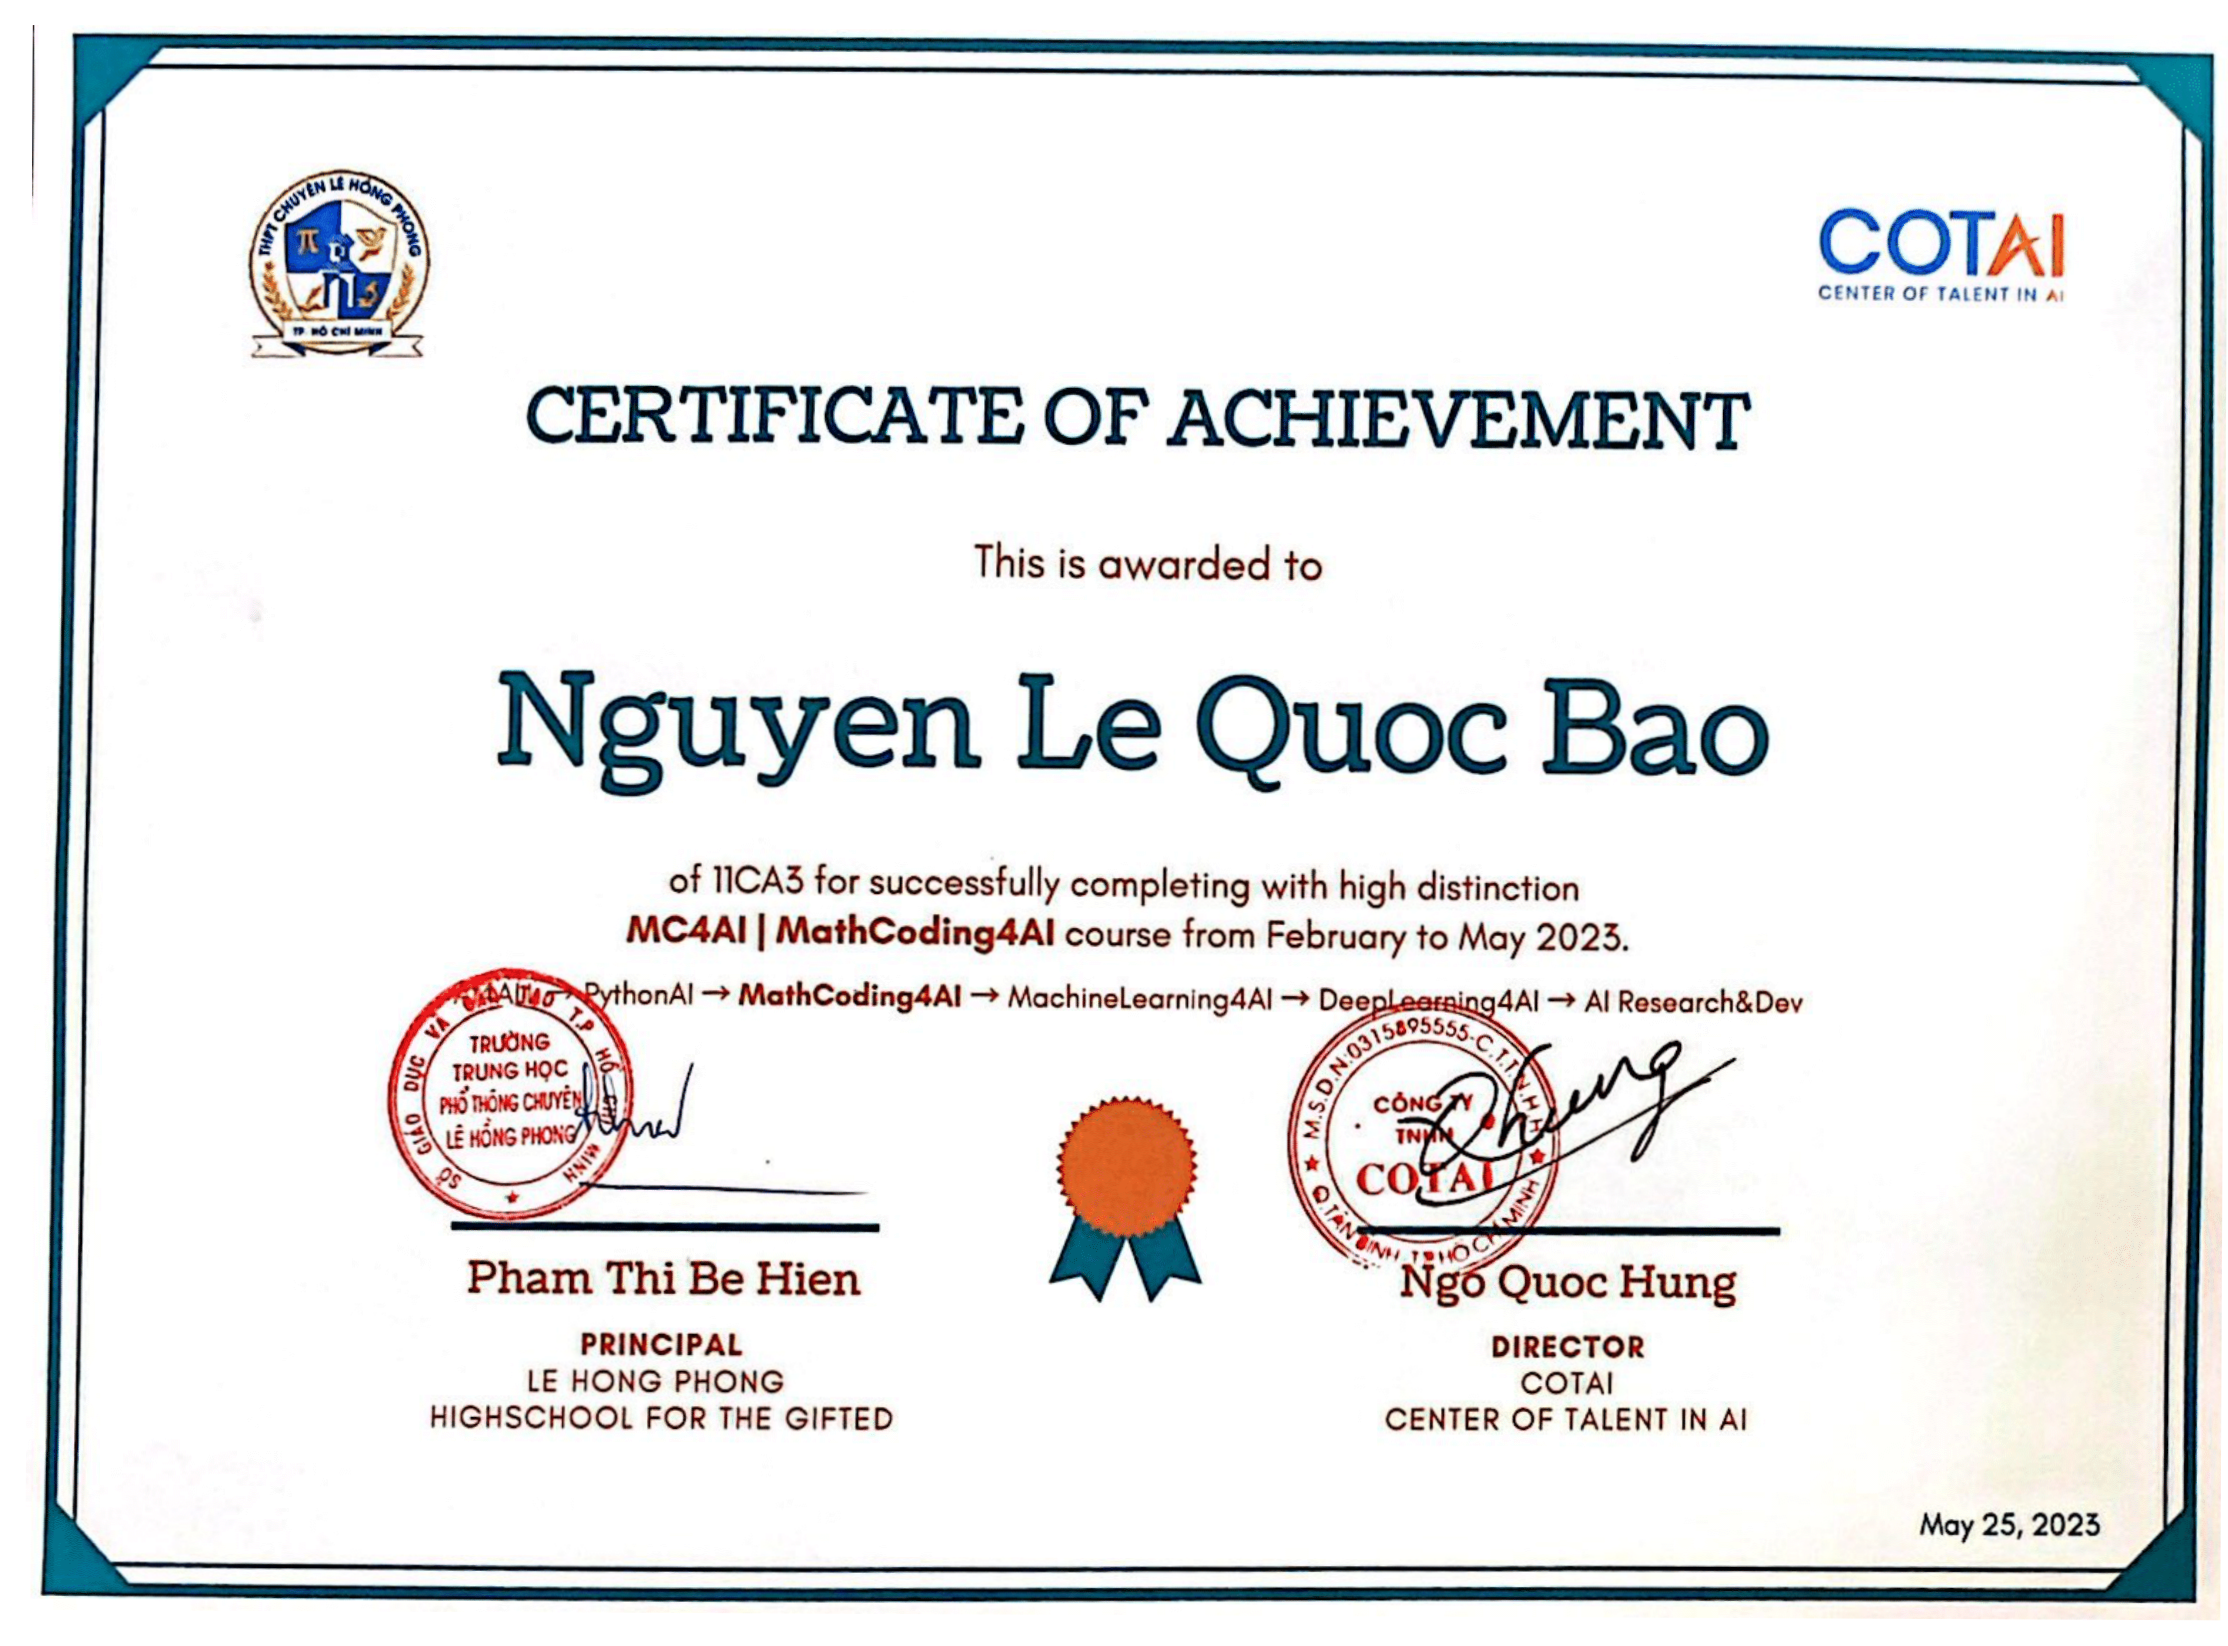 THPT CHUYÊN LÊ HỒNG PHONG
TP HỒ CHÍ MINH
COTAI
CENTER OF TALENT IN AI
CERTIFICATE OF ACHIEVEMENT
This is awarded to
Nguyen Le Quoc Bao
of 11CA3 for successfully completing with high distinction
MC4AI | MathCoding4AI course from February to May 2023.
→ PythonAI → MathCoding4AI → MachineLearning4AI → DeepLearning4AI → AI Research&Dev
SỞ GIÁO DỤC VÀ ĐÀO TẠO T.P HỒ CHÍ MINH
TRƯỜNG
TRUNG HỌC
PHỔ THÔNG CHUYÊN
LÊ HỒNG PHONG
M.S.D.N:0315895555-C.T.T.N.H.H
CÔNG TY
TNHH
COTAI
Q.TÂN BÌNH-T.P HỒ CHÍ MINH
Pham Thi Be Hien
PRINCIPAL
LE HONG PHONG
HIGHSCHOOL FOR THE GIFTED
Ngo Quoc Hung
DIRECTOR
COTAI
CENTER OF TALENT IN AI
May 25, 2023